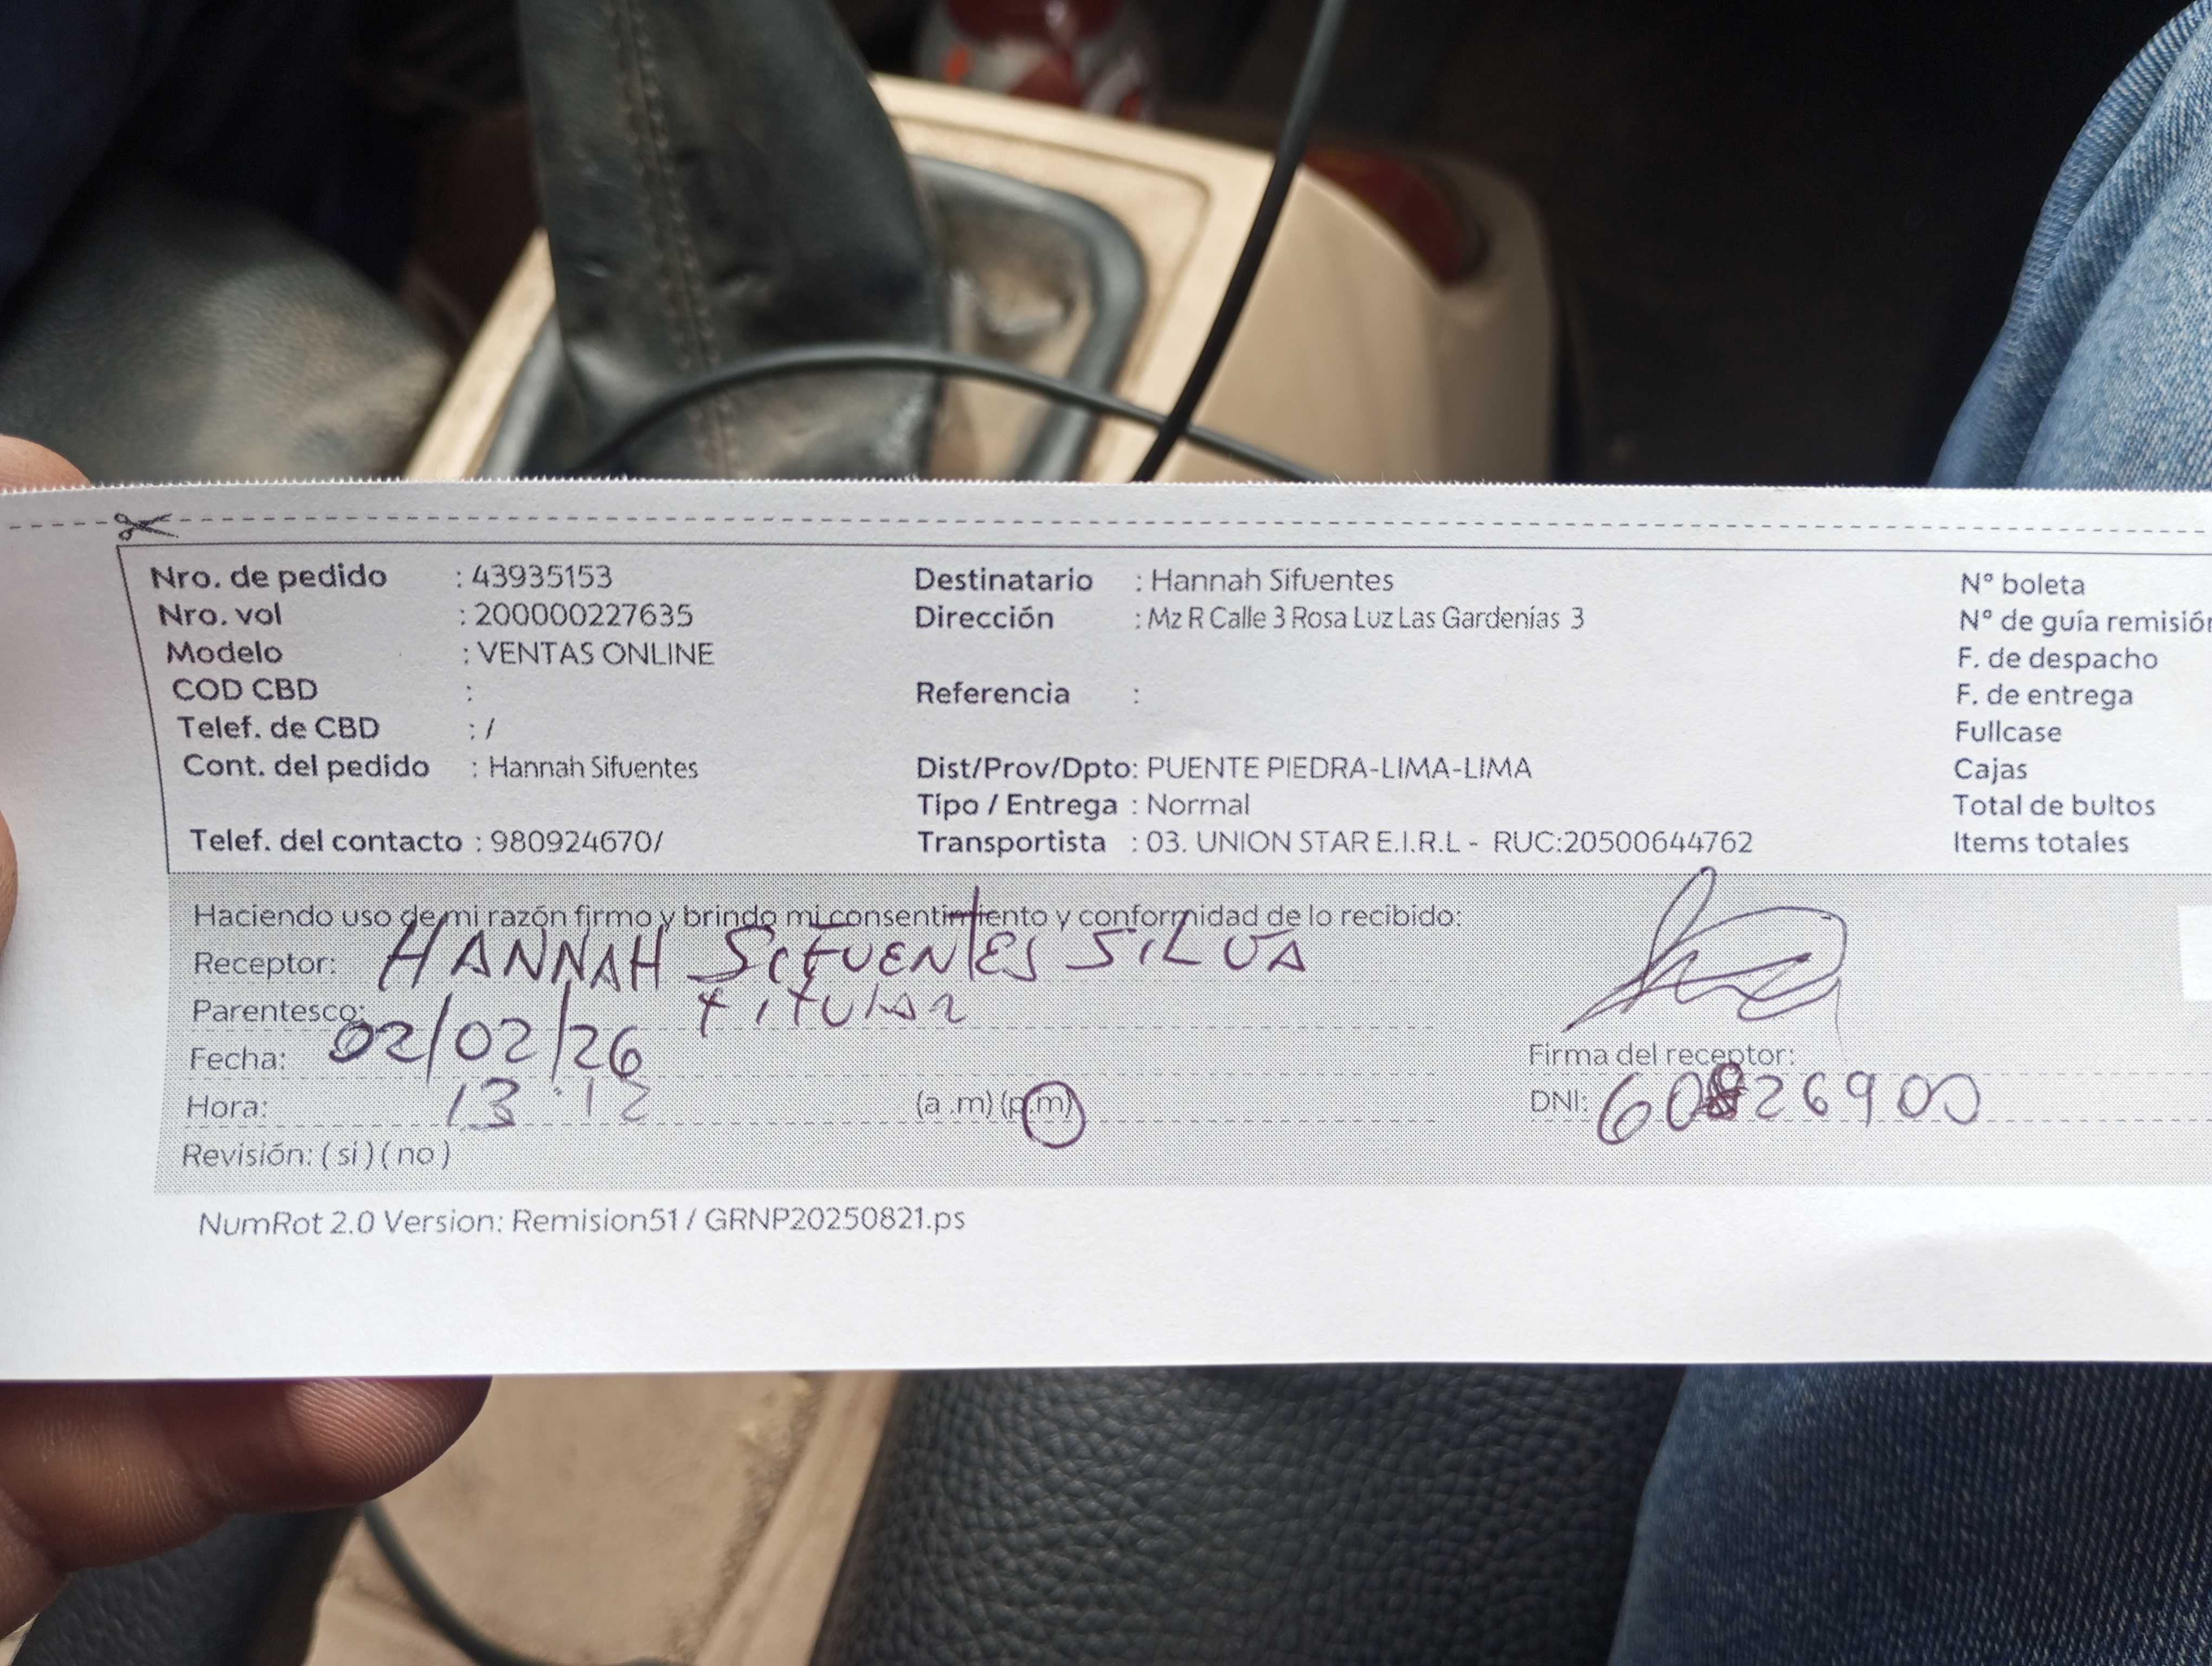 Nro. de pedido : 43935153
Nro. vol : 200000227635
Modelo : VENTAS ONLINE
COD CBD :
Telef. de CBD : /
Cont. del pedido : Hannah Sifuentes
Telef. del contacto : 980924670/
Destinatario : Hannah Sifuentes
Dirección : Mz R Calle 3 Rosa Luz Las Gardenias 3
Referencia :
Dist/Prov/Dpto: PUENTE PIEDRA-LIMA-LIMA
Tipo / Entrega : Normal
Transportista : 03. UNION STAR E.I.R.L - RUC:20500644762
N° boleta
N° de guía remisión
F. de despacho
F. de entrega
Fullcase
Cajas
Total de bultos
Items totales
Haciendo uso de mi razón firmo y brindo mi consentimiento y conformidad de lo recibido:
Receptor: HANNAH SIFUENTES SILVA
Parentesco: titular
Fecha: 02/02/26
Hora: 13:12 (a .m) (p.m)
Revisión: ( si ) ( no )
Firma del receptor:
DNI: 60826900
NumRot 2.0 Version: Remision51 / GRNP20250821.ps